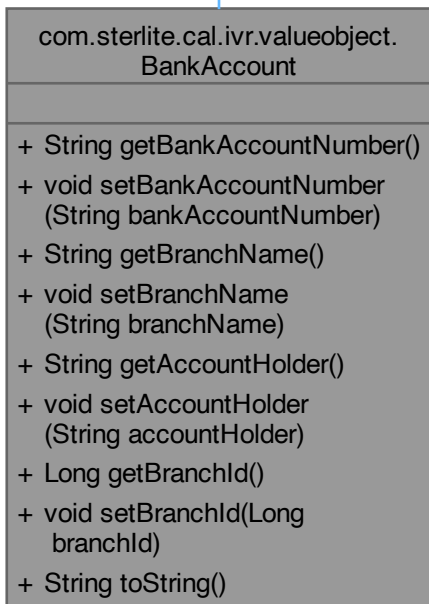 com.sterlite.cal.ivr.valueobject.
BankAccount
+ String getBankAccountNumber()
+ void setBankAccountNumber
(String bankAccountNumber)
+ String getBranchName()
+ void setBranchName
(String branchName)
+ String getAccountHolder()
+ void setAccountHolder
(String accountHolder)
+ Long getBranchId()
+ void setBranchId(Long
branchId)
+ String toString()